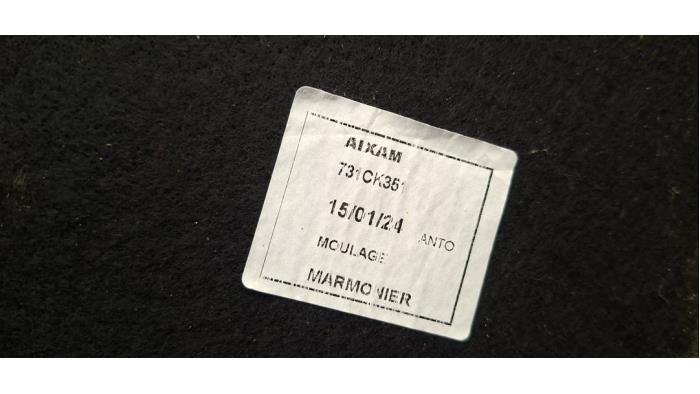 AIXAM
731CK351
15/01/24
ANTO
MOULAGE
MARMONIER